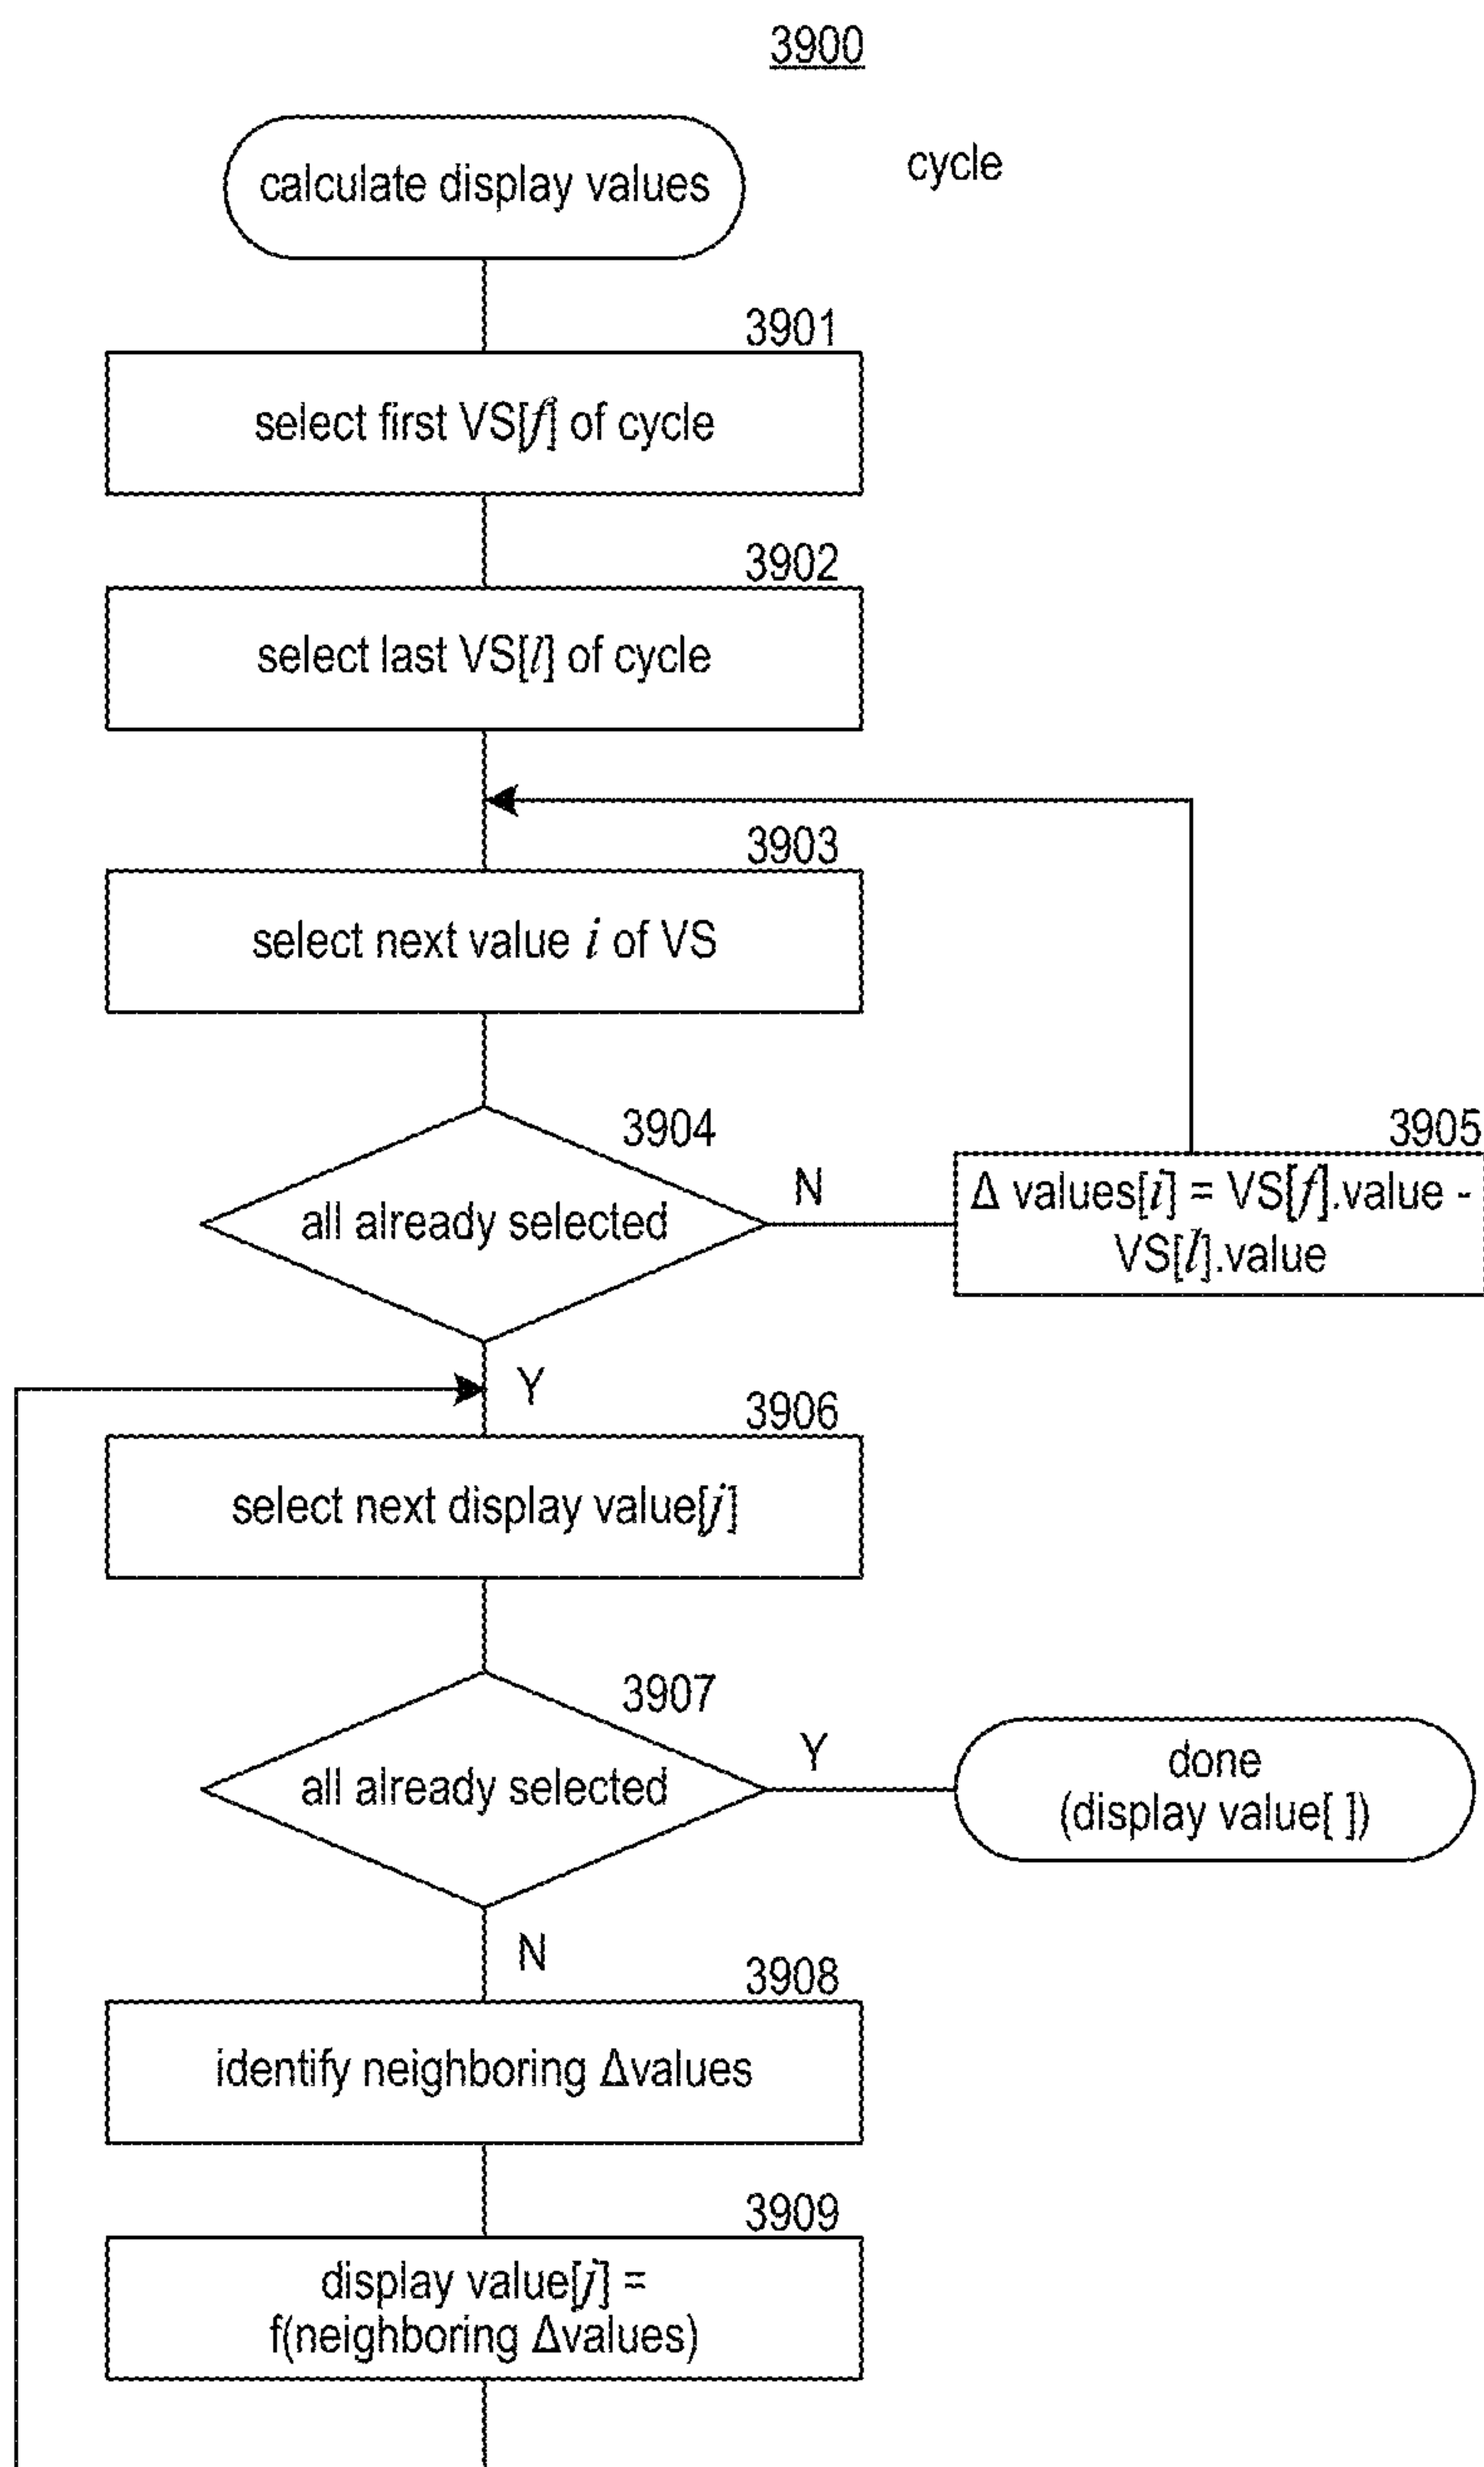 3900
calculate display values
cycle
3901
select first VS[f] of cycle
3902
select last VS[l] of cycle
3903
select next value i of VS
3904
all already selected
N
3905
Δ values[i] = VS[f].value -
VS[l].value
Y
3906
select next display value[j]
3907
all already selected
Y
done
(display value[ ])
N
3908
identify neighboring Δvalues
3909
display value[j] =
f(neighboring Δvalues)